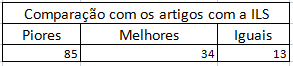 Comparação com os artigos com a ILS
Piores Melhores Iguais
85 34 13